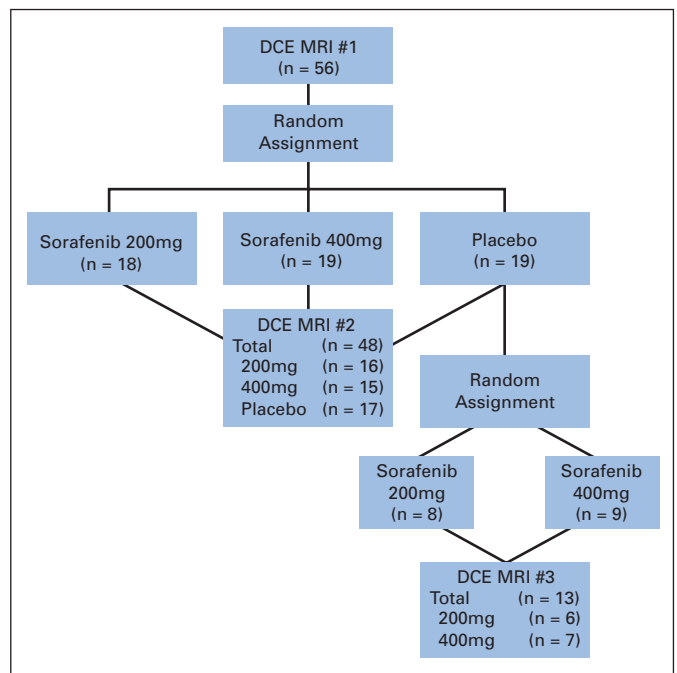 DCE MRI #1
(n = 56)
Random
Assignment
Sorafenib 200mg
(n = 18)
Sorafenib 400mg
(n = 19)
Placebo
(n = 19)
DCE MRI #2
Total (n = 48)
200mg (n = 16)
400mg (n = 15)
Placebo (n = 17)
Random
Assignment
Sorafenib
200mg
(n = 8)
Sorafenib
400mg
(n = 9)
DCE MRI #3
Total (n = 13)
200mg (n = 6)
400mg (n = 7)